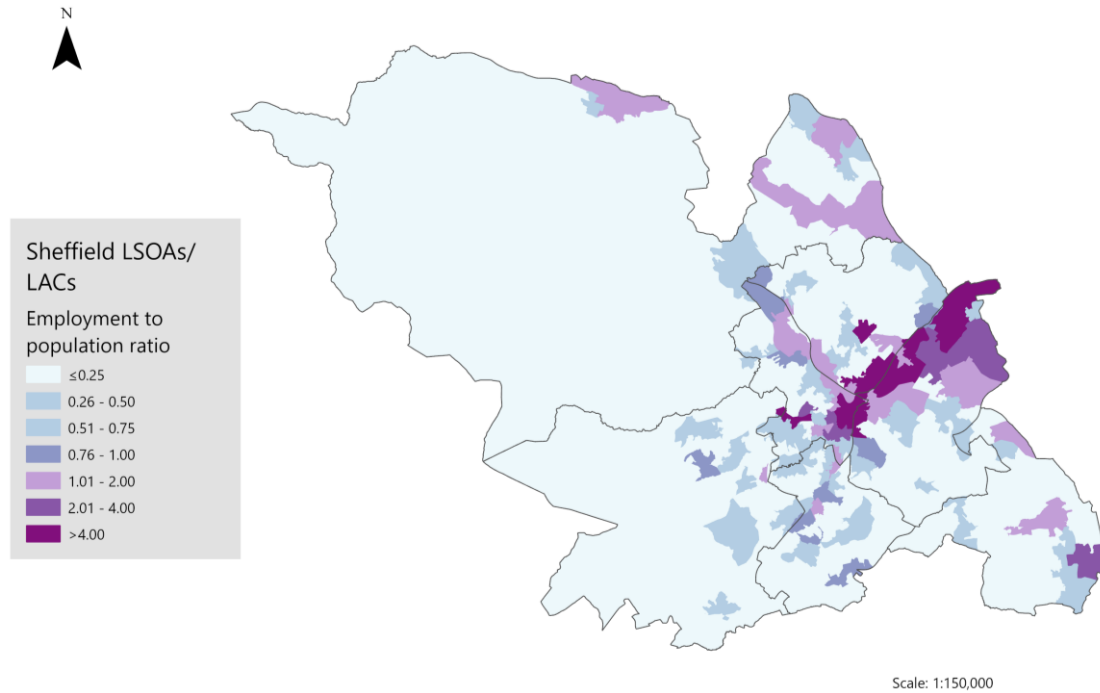 N
Sheffield LSOAs/
LACs
Employment to
population ratio
≤0.25
0.26 - 0.50
0.51 - 0.75
0.76 - 1.00
1.01 - 2.00
2.01 - 4.00
>4.00
Scale: 1:150,000